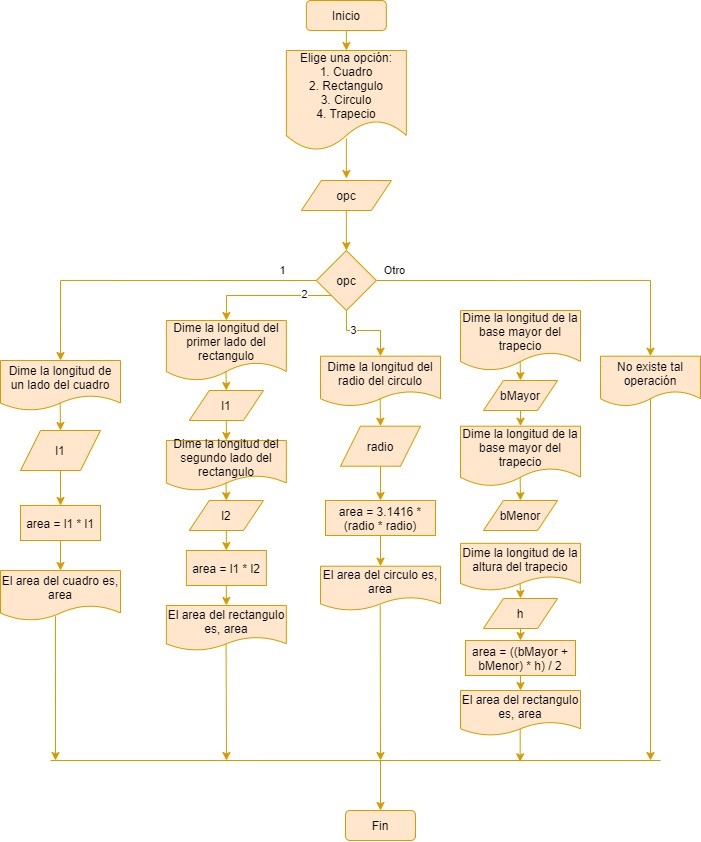 Inicio
Elige una opción:
1. Cuadro
2. Rectangulo
3. Circulo
4. Trapecio
opc
opc
1
2
3
Otro
Dime la longitud de
un lado del cuadro
l1
area = l1 * l1
El area del cuadro es,
area
Dime la longitud del
primer lado del
rectangulo
l1
Dime la longitud del
segundo lado del
rectangulo
l2
area = l1 * l2
El area del rectangulo
es, area
Dime la longitud del
radio del circulo
radio
area = 3.1416 *
(radio * radio)
El area del circulo es,
area
Dime la longitud de la
base mayor del
trapecio
bMayor
Dime la longitud de la
base mayor del
trapecio
bMenor
Dime la longitud de la
altura del trapecio
h
area = ((bMayor +
bMenor) * h) / 2
El area del rectangulo
es, area
No existe tal
operación
Fin